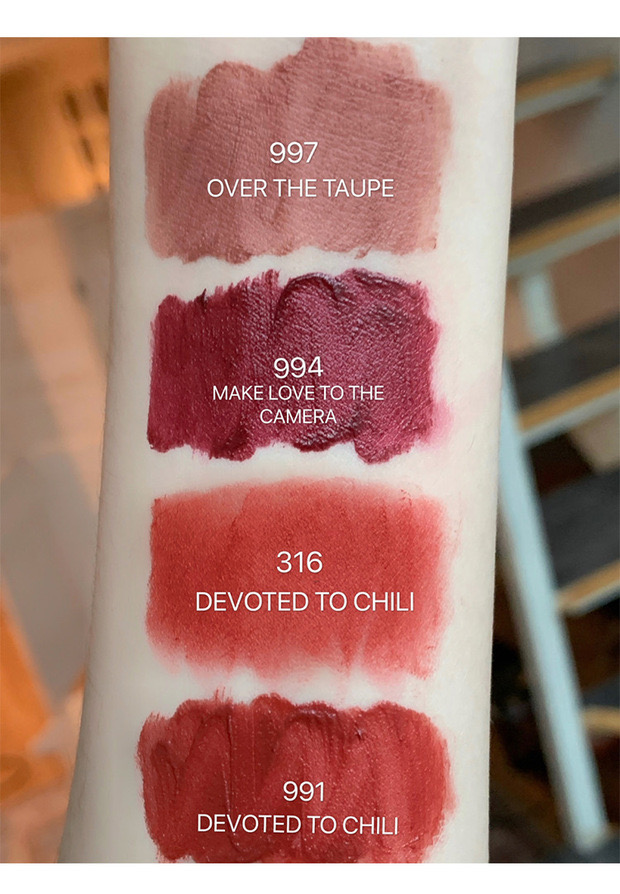 997
OVER THE TAUPE
994
MAKE LOVE TO THE
CAMERA
316
DEVOTED TO CHILI
991
DEVOTED TO CHILI